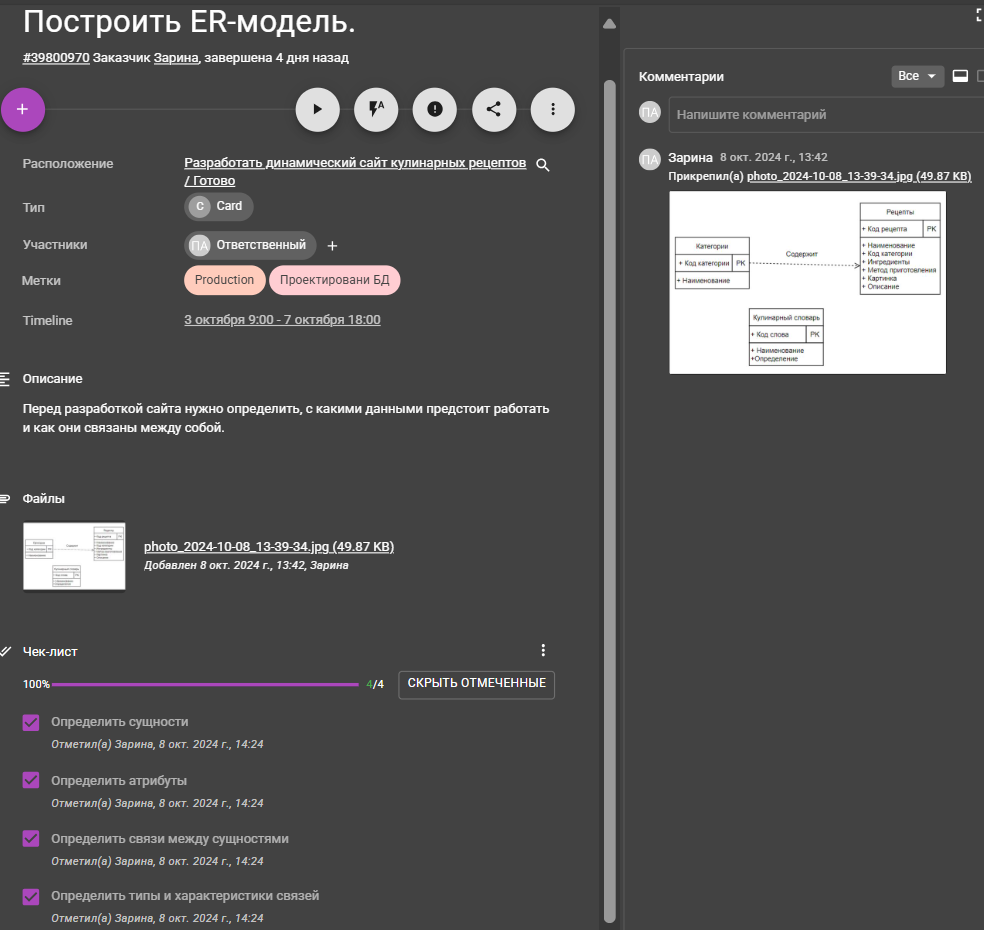 Построить ER-модель.
#39800970 Заказчик Зарина, завершена 4 дня назад
Расположение
Разработать динамический сайт кулинарных рецептов
/ Готово
Тип
C Card
Участники
ПА Ответственный +
Метки
Production Проектировани БД
Timeline
3 октября 9:00 - 7 октября 18:00
Описание
Перед разработкой сайта нужно определить, с какими данными предстоит работать
и как они связаны между собой.
Файлы
photo_2024-10-08_13-39-34.jpg (49.87 KB)
Добавлен 8 окт. 2024 г., 13:42, Зарина
Чек-лист
100% 4/4 СКРЫТЬ ОТМЕЧЕННЫЕ
Определить сущности
Отметил(а) Зарина, 8 окт. 2024 г., 14:24
Определить атрибуты
Отметил(а) Зарина, 8 окт. 2024 г., 14:24
Определить связи между сущностями
Отметил(а) Зарина, 8 окт. 2024 г., 14:24
Определить типы и характеристики связей
Отметил(а) Зарина, 8 окт. 2024 г., 14:24
Комментарии
Все
ПА Напишите комментарий
ПА Зарина 8 окт. 2024 г., 13:42
Прикрепил(а) photo_2024-10-08_13-39-34.jpg (49.87 KB)
Категории
+ Код категории PK
+ Наименование
Содержит
Рецепты
+ Код рецепта PK
+ Наименование
+ Код категории
+ Ингредиенты
+ Метод приготовления
+ Картинка
+ Описание
Кулинарный словарь
+ Код слова PK
+ Наименование
+Определение